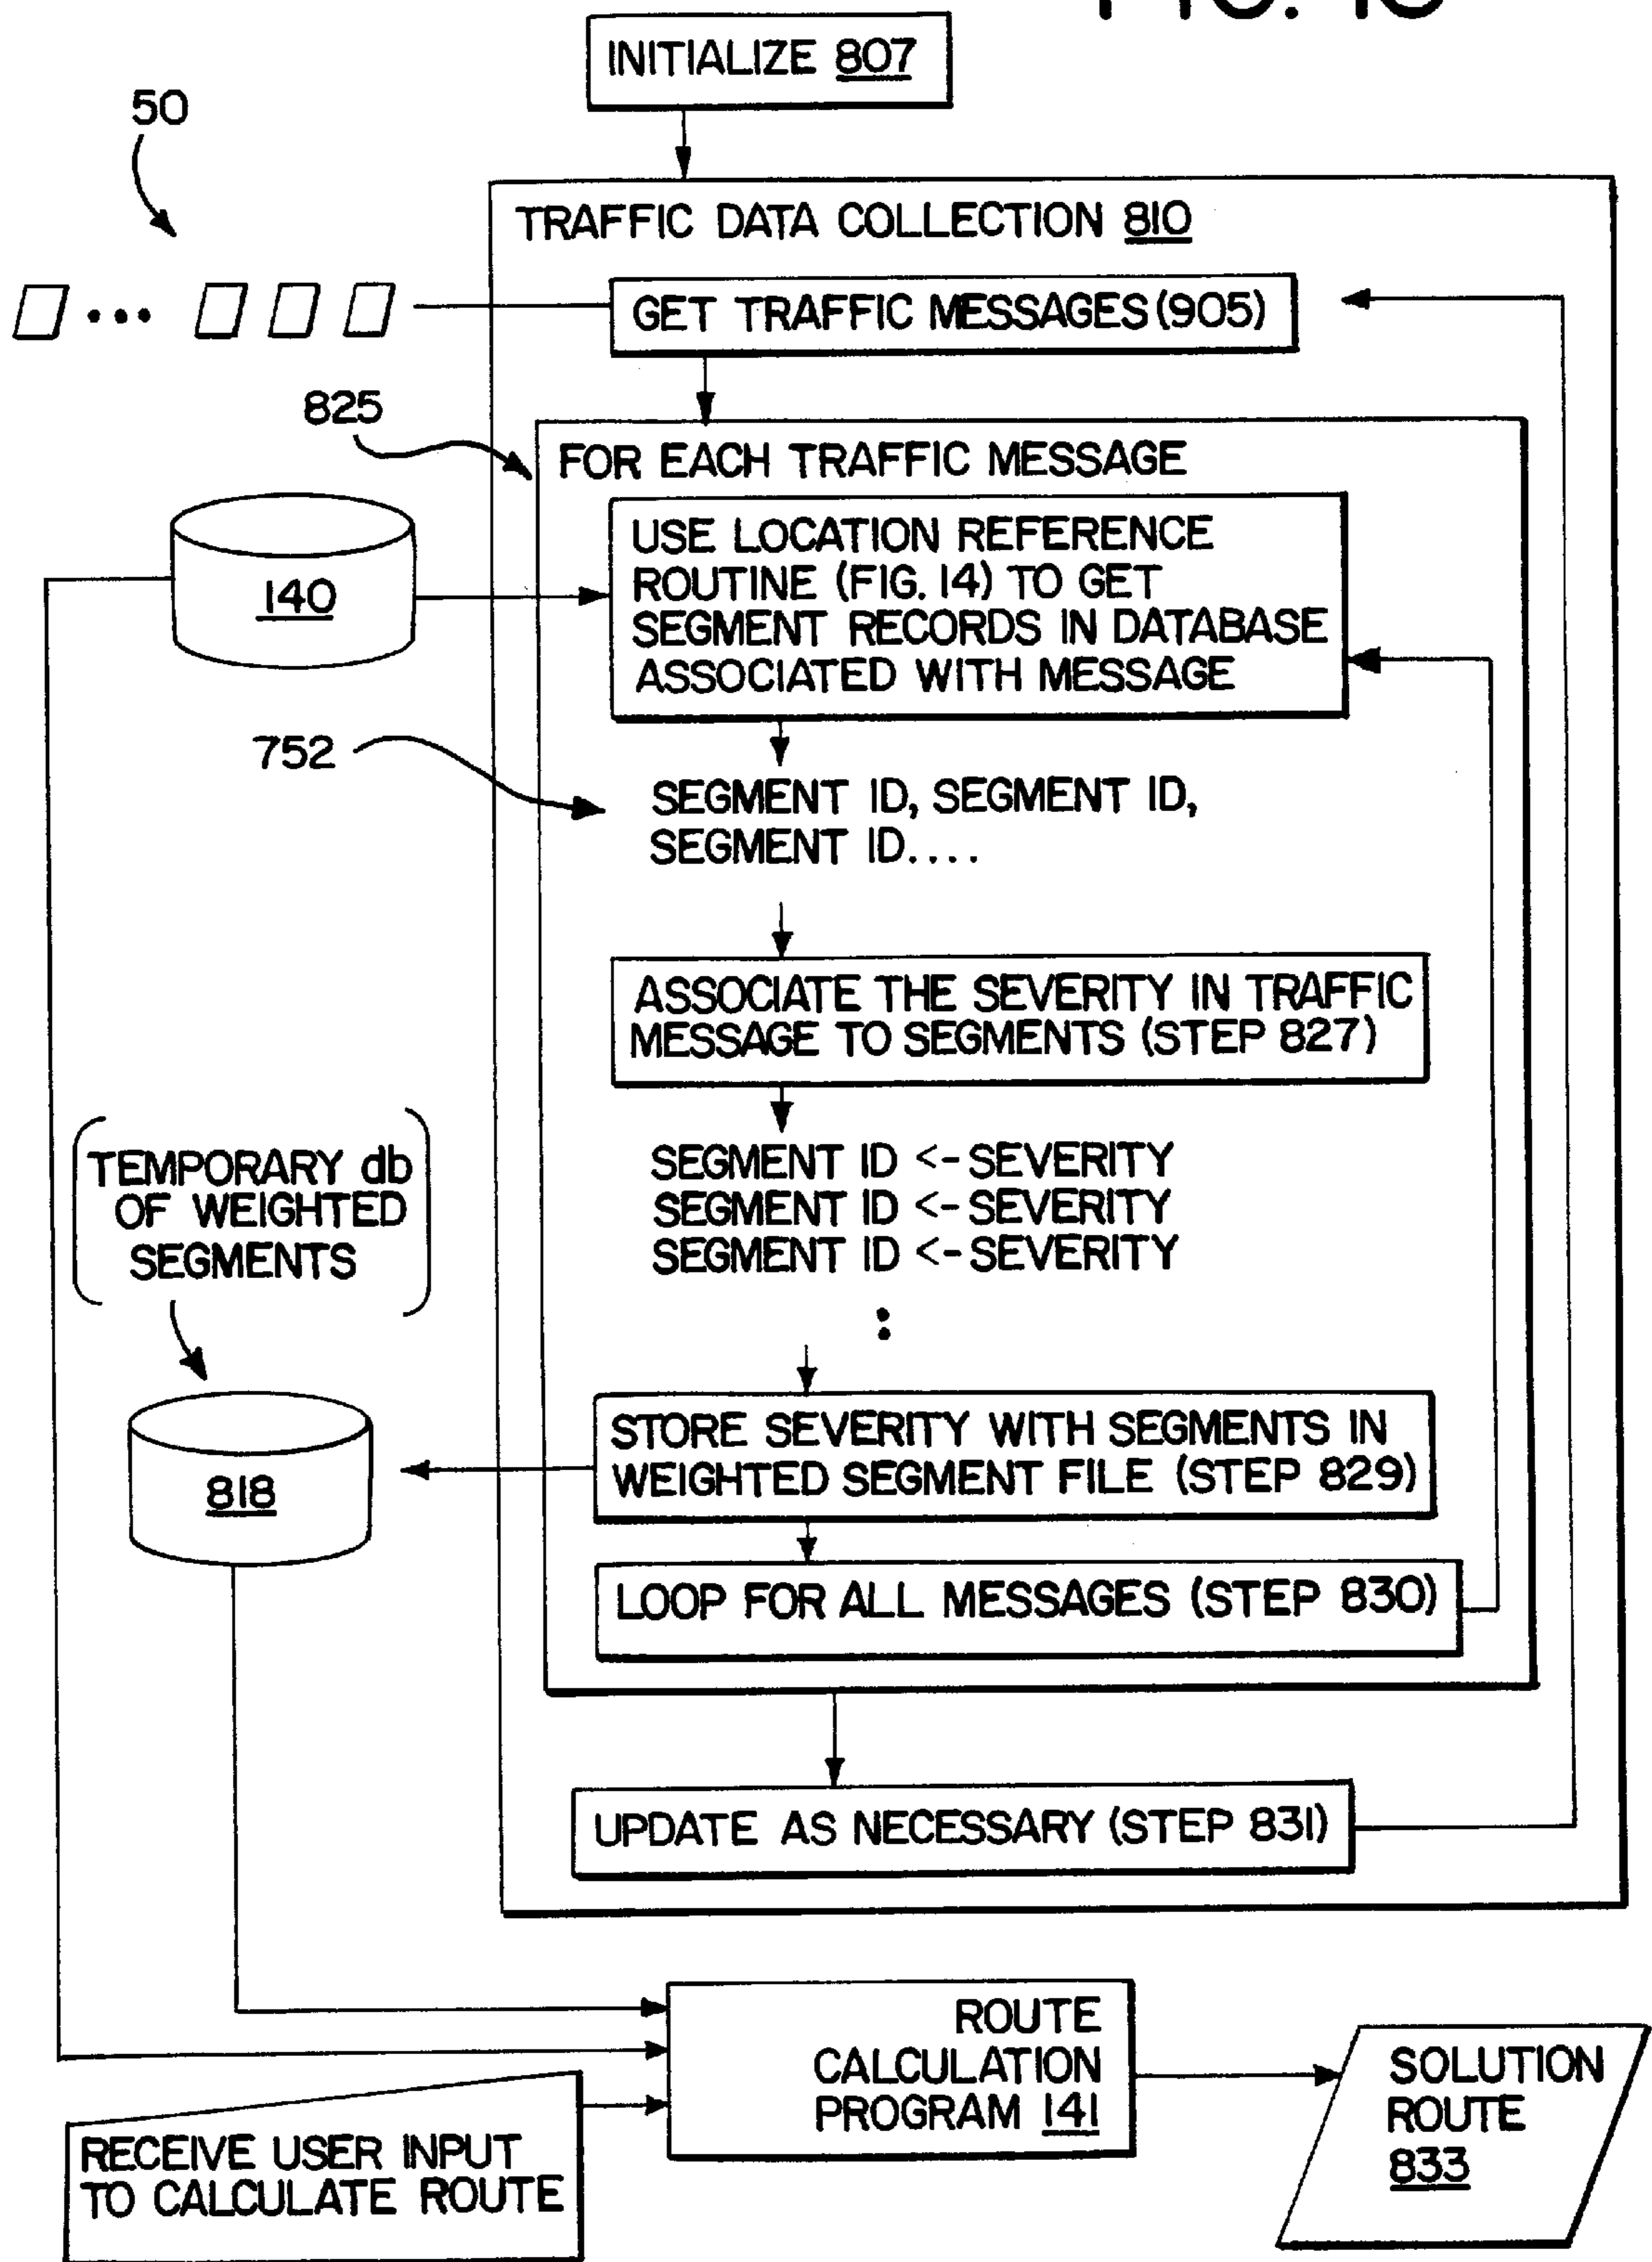 INITIALIZE 807
50
TRAFFIC DATA COLLECTION 810
GET TRAFFIC MESSAGES (905)
825
FOR EACH TRAFFIC MESSAGE
USE LOCATION REFERENCE
ROUTINE (FIG. 14) TO GET
SEGMENT RECORDS IN DATABASE
ASSOCIATED WITH MESSAGE
140
752
SEGMENT ID, SEGMENT ID,
SEGMENT ID....
ASSOCIATE THE SEVERITY IN TRAFFIC
MESSAGE TO SEGMENTS (STEP 827)
SEGMENT ID <- SEVERITY
SEGMENT ID <- SEVERITY
SEGMENT ID <- SEVERITY
:
TEMPORARY db
OF WEIGHTED
SEGMENTS
818
STORE SEVERITY WITH SEGMENTS IN
WEIGHTED SEGMENT FILE (STEP 829)
LOOP FOR ALL MESSAGES (STEP 830)
UPDATE AS NECESSARY (STEP 831)
ROUTE
CALCULATION
PROGRAM 141
RECEIVE USER INPUT
TO CALCULATE ROUTE
SOLUTION
ROUTE
833